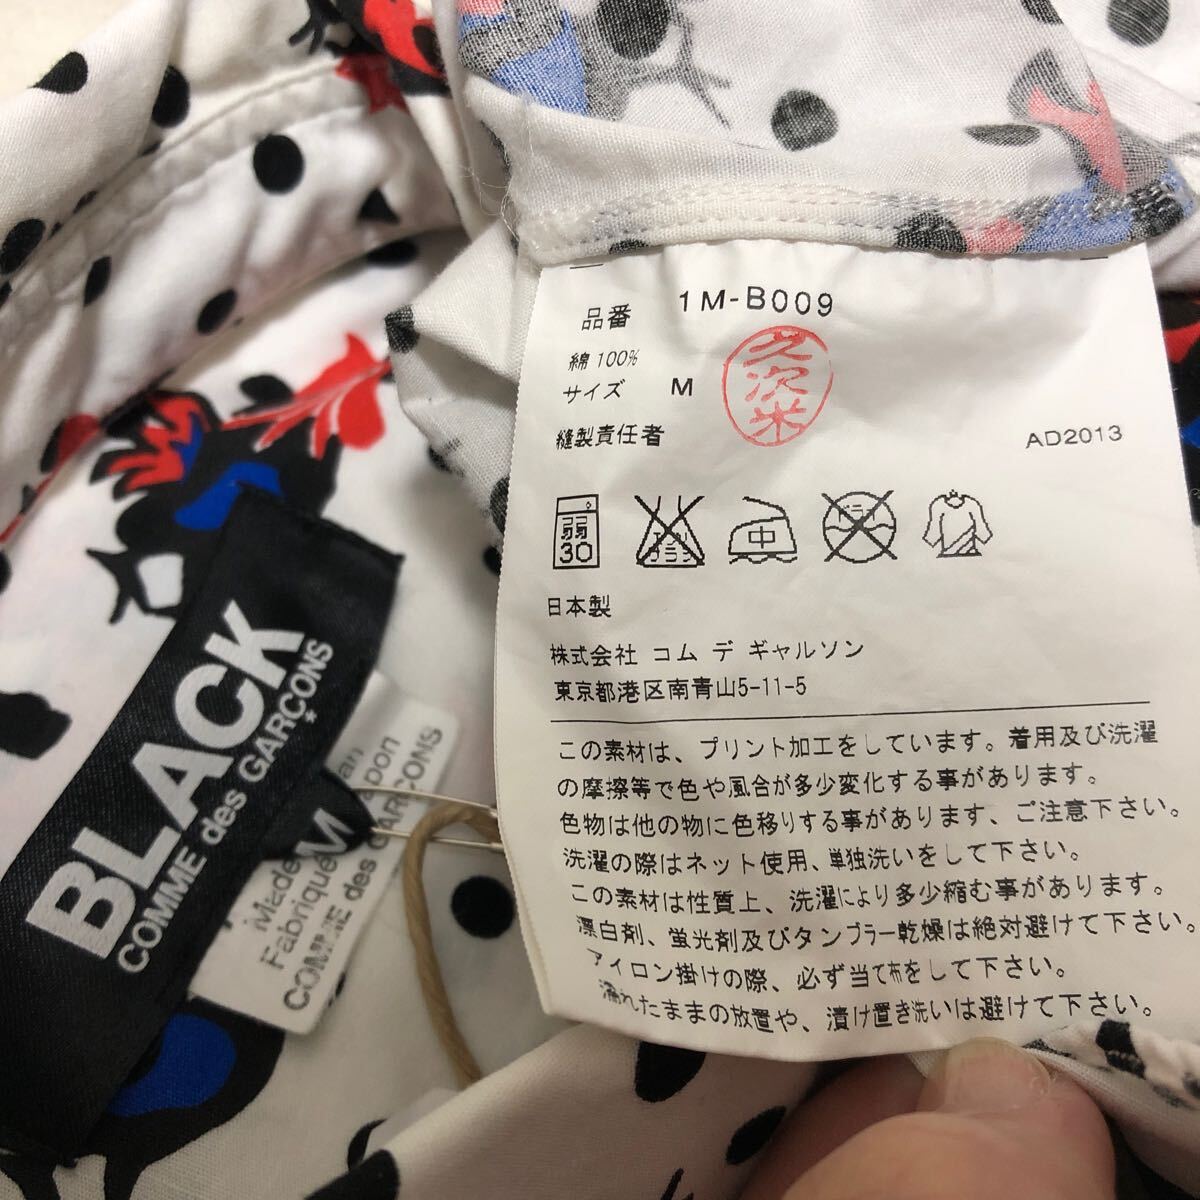 品番 1M-B009
綿 100%
サイズ M
縫製責任者
久次米
AD2013
弱
30
エンソ
サラシ
中
ドライ
日本製
株式会社 コム デ ギャルソン
東京都港区南青山5-11-5
この素材は、プリント加工をしています。着用及び洗濯
の摩擦等で色や風合が多少変化する事があります。
色物は他の物に色移りする事があります、ご注意下さい。
洗濯の際はネット使用、単独洗いをして下さい。
この素材は性質上、洗濯により多少縮む事があります。
漂白剤、蛍光剤及びタンブラー乾燥は絶対避けて下さい。
アイロン掛けの際、必ず当て布をして下さい。
濡れたままの放置や、漬け置き洗いは避けて下さい。
BLACK
COMME des GARÇONS
M
Made
Fabriqué
COMME des GARÇONS